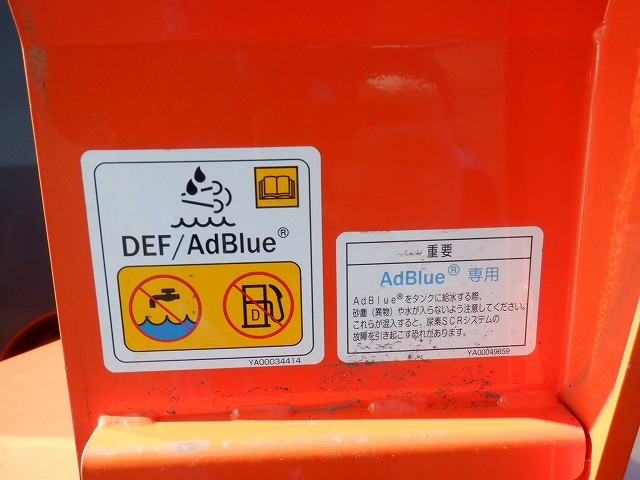 DEF/AdBlue®
D
YA00034414
重要
AdBlue® 専用
AdBlue®をタンクに給水する際、
砂塵（異物）や水が入らないよう注意してください。
これらが混入すると、尿素SCRシステムの
故障を引き起こす恐れがあります。
YA00049659